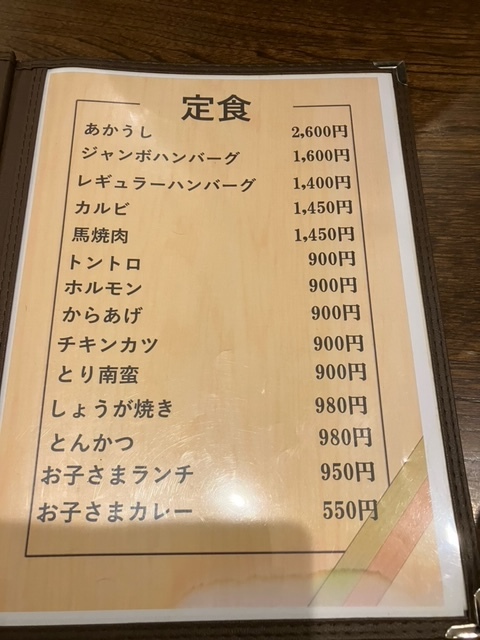 定食
あかうし 2,600円
ジャンボハンバーグ 1,600円
レギュラーハンバーグ 1,400円
カルビ 1,450円
馬焼肉 1,450円
トントロ 900円
ホルモン 900円
からあげ 900円
チキンカツ 900円
とり南蛮 900円
しょうが焼き 980円
とんかつ 980円
お子さまランチ 950円
お子さまカレー 550円